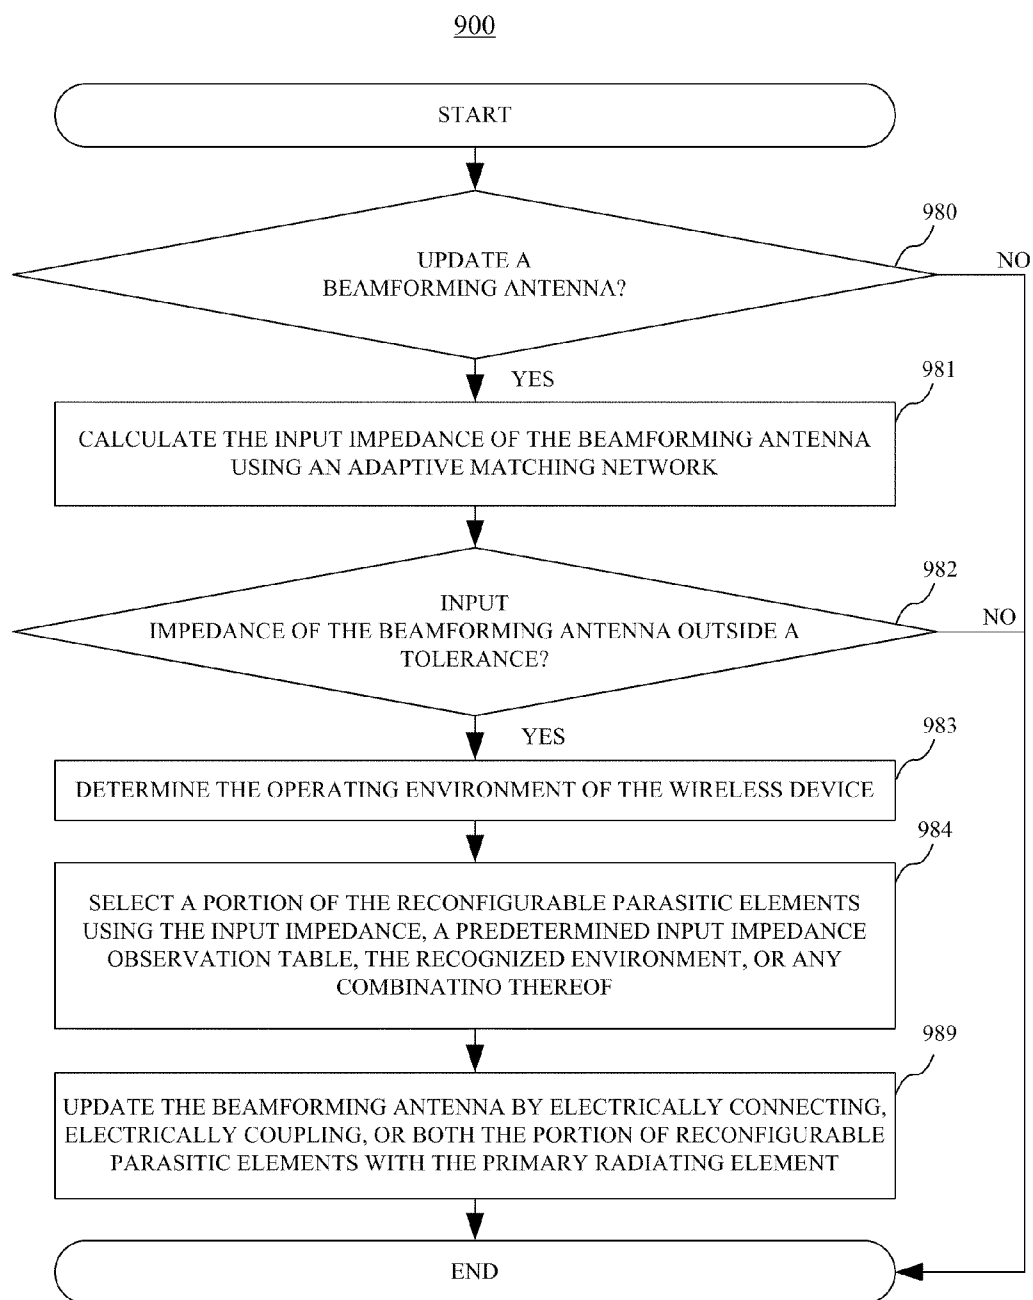 900
START
980
UPDATE A
BEAMFORMING ANTENNA?
NO
YES
981
CALCULATE THE INPUT IMPEDANCE OF THE BEAMFORMING ANTENNA
USING AN ADAPTIVE MATCHING NETWORK
982
INPUT
IMPEDANCE OF THE BEAMFORMING ANTENNA OUTSIDE A
TOLERANCE?
NO
YES
983
DETERMINE THE OPERATING ENVIRONMENT OF THE WIRELESS DEVICE
984
SELECT A PORTION OF THE RECONFIGURABLE PARASITIC ELEMENTS
USING THE INPUT IMPEDANCE, A PREDETERMINED INPUT IMPEDANCE
OBSERVATION TABLE, THE RECOGNIZED ENVIRONMENT, OR ANY
COMBINATINO THEREOF
989
UPDATE THE BEAMFORMING ANTENNA BY ELECTRICALLY CONNECTING,
ELECTRICALLY COUPLING, OR BOTH THE PORTION OF RECONFIGURABLE
PARASITIC ELEMENTS WITH THE PRIMARY RADIATING ELEMENT
END